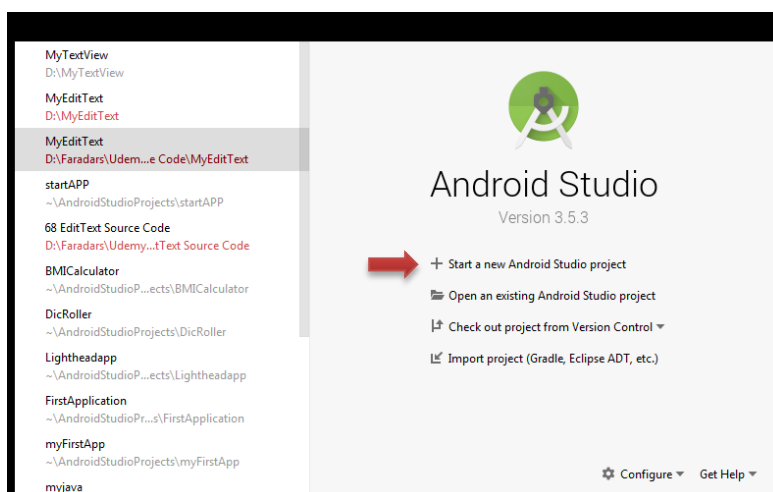 MyTextView
D:\MyTextView
MyEditText
D:\MyEditText
MyEditText
D:\Faradars\Udem...e Code\MyEditText
startAPP
~\AndroidStudioProjects\startAPP
68 EditText Source Code
D:\Faradars\Udemy...tText Source Code
BMICalculator
~\AndroidStudioP...ects\BMICalculator
DicRoller
~\AndroidStudioProjects\DicRoller
Lightheadapp
~\AndroidStudioP...ects\Lightheadapp
FirstApplication
~\AndroidStudioPr...s\FirstApplication
myFirstApp
~\AndroidStudioProjects\myFirstApp
myjava
Android Studio
Version 3.5.3
Start a new Android Studio project
Open an existing Android Studio project
Check out project from Version Control
Import project (Gradle, Eclipse ADT, etc.)
Configure
Get Help